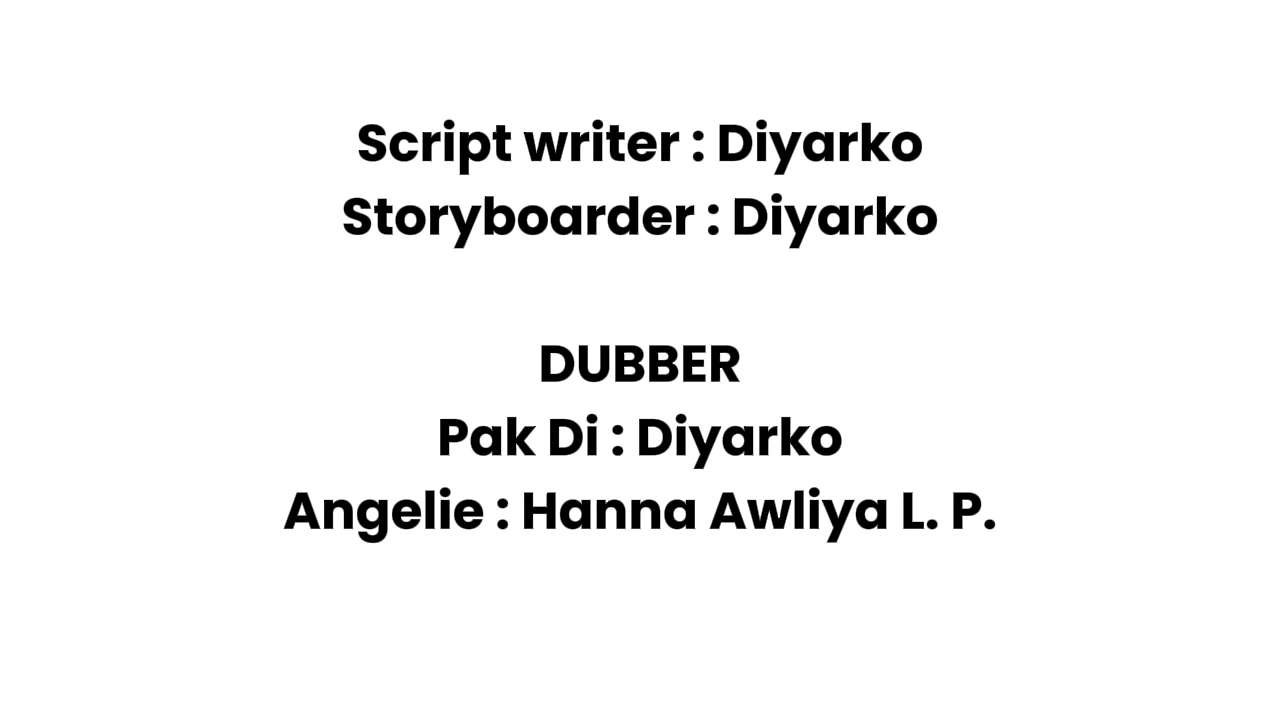 Script writer : Diyarko
Storyboarder : Diyarko
DUBBER
Pak Di : Diyarko
Angelie : Hanna Awliya L. P.